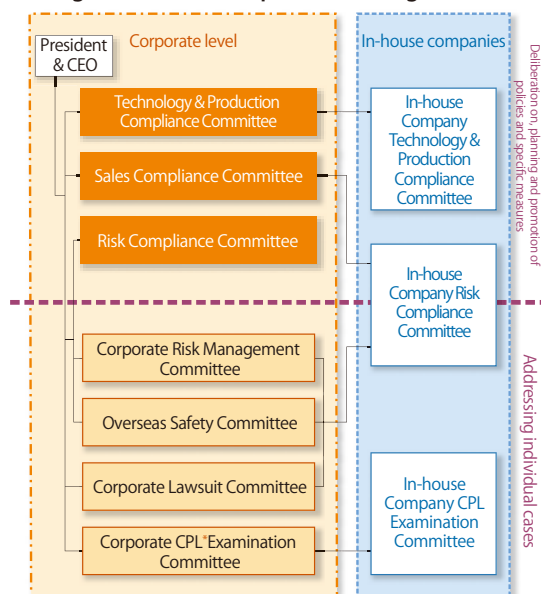 President
& CEO
Corporate level
In-house companies
Technology & Production
Compliance Committee
Sales Compliance Committee
Risk Compliance Committee
Corporate Risk Management
Committee
Overseas Safety Committee
Corporate Lawsuit Committee
Corporate CPL*Examination
Committee
In-house
Company
Technology &
Production
Compliance
Committee
In-house
Company Risk
Compliance
Committee
In-house
Company CPL
Examination
Committee
Deliberation on, planning and promotion of
policies and specific measures
Addressing individual cases